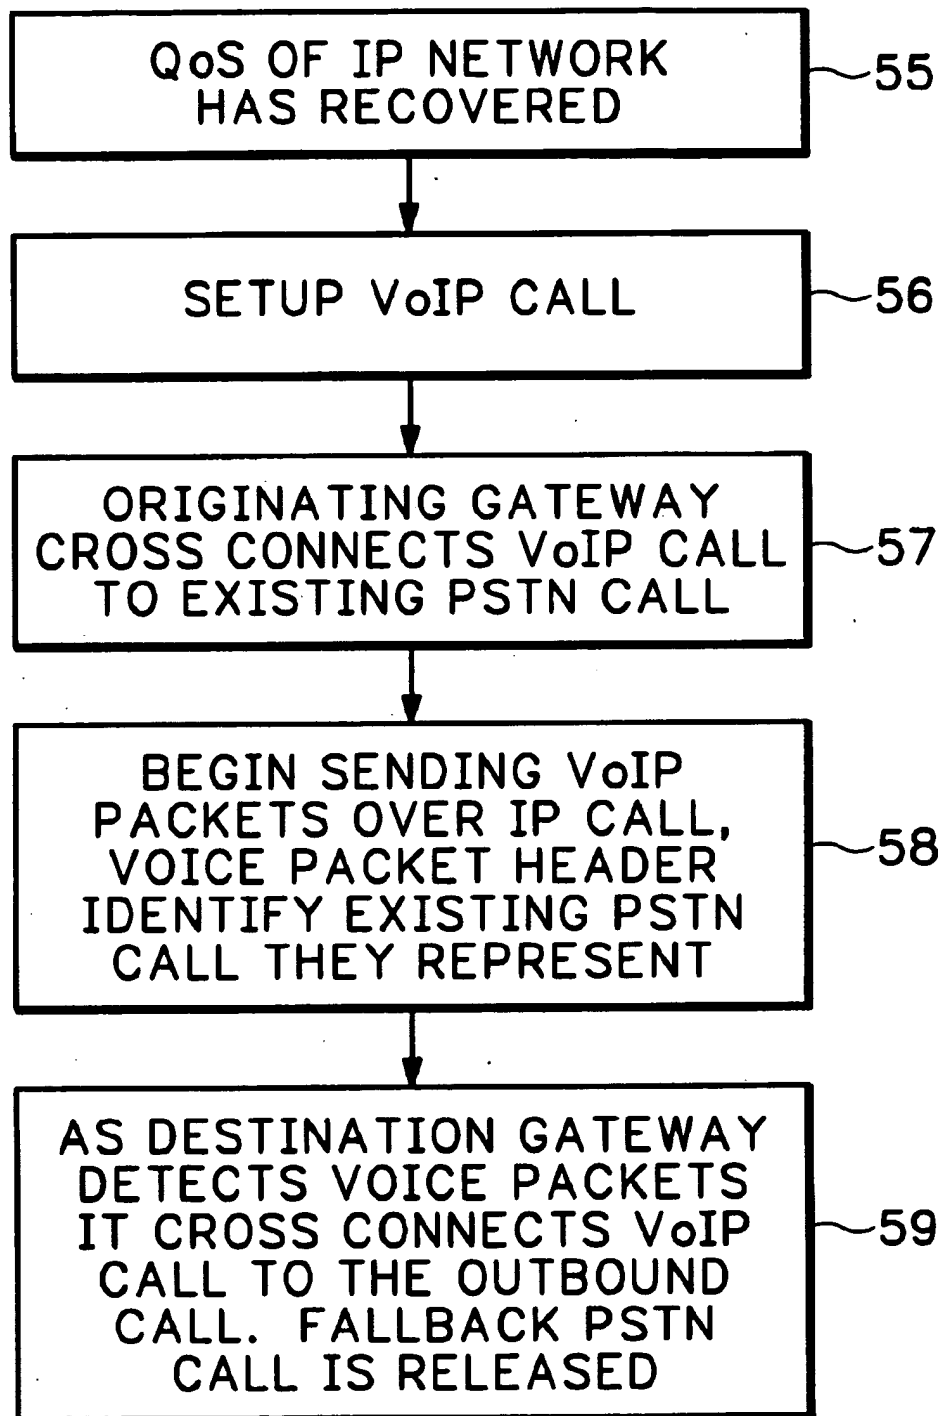 QoS OF IP NETWORK
HAS RECOVERED
55
SETUP VoIP CALL
56
ORIGINATING GATEWAY
CROSS CONNECTS VoIP CALL
TO EXISTING PSTN CALL
57
BEGIN SENDING VoIP
PACKETS OVER IP CALL,
VOICE PACKET HEADER
IDENTIFY EXISTING PSTN
CALL THEY REPRESENT
58
AS DESTINATION GATEWAY
DETECTS VOICE PACKETS
IT CROSS CONNECTS VoIP
CALL TO THE OUTBOUND
CALL. FALLBACK PSTN
CALL IS RELEASED
59